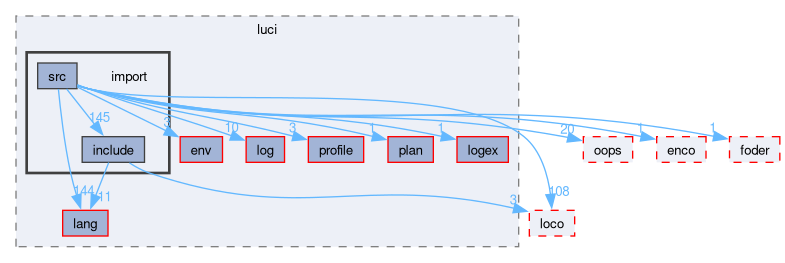 luci
src
import
145
3
10
3
1
1
20
1
1
include
env
log
profile
plan
logex
oops
enco
foder
144
11
3
108
lang
loco